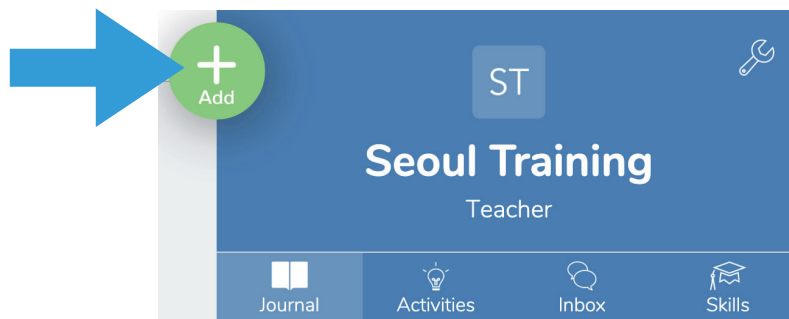 Add
ST
Seoul Training
Teacher
Journal Activities Inbox Skills